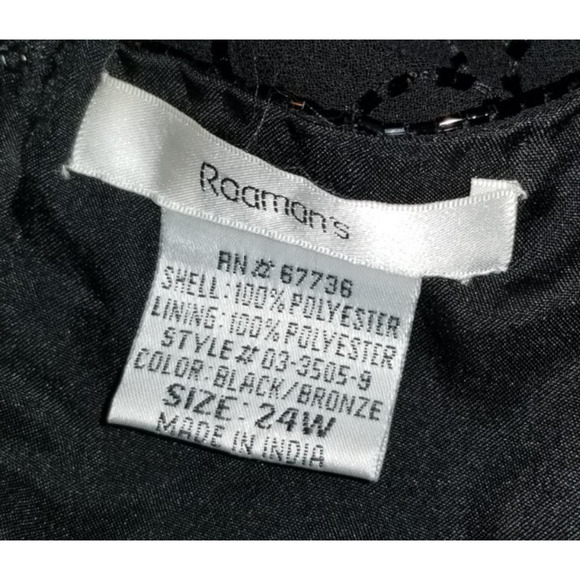 Roaman's
RN # 67736
SHELL: 100% POLYESTER
LINING: 100% POLYESTER
STYLE# 03-3505-9
COLOR: BLACK/BRONZE
SIZE: 24W
MADE IN INDIA